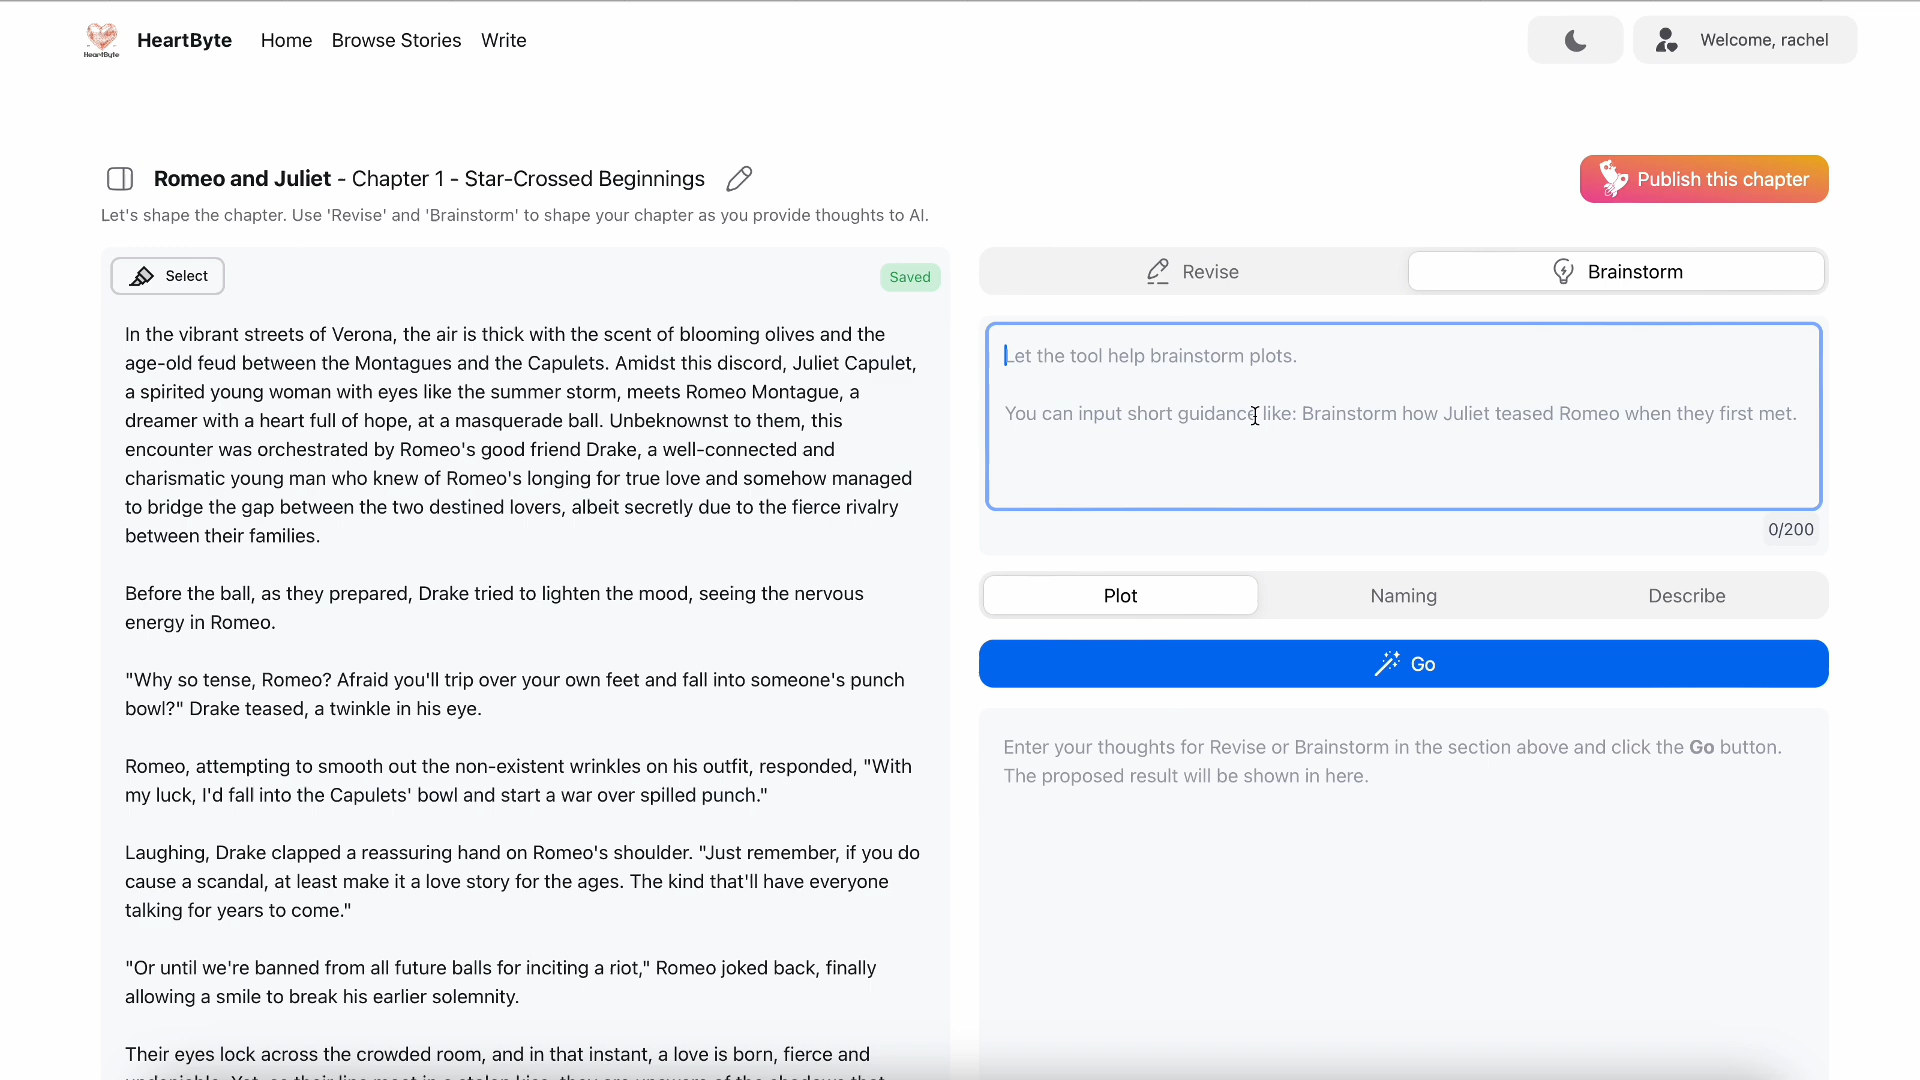 HeartByte
HeartByte Home Browse Stories Write
Welcome, rachel
Romeo and Juliet - Chapter 1 - Star-Crossed Beginnings
Publish this chapter
Let's shape the chapter. Use 'Revise' and 'Brainstorm' to shape your chapter as you provide thoughts to AI.
Select
Saved
In the vibrant streets of Verona, the air is thick with the scent of blooming olives and the
age-old feud between the Montagues and the Capulets. Amidst this discord, Juliet Capulet,
a spirited young woman with eyes like the summer storm, meets Romeo Montague, a
dreamer with a heart full of hope, at a masquerade ball. Unbeknownst to them, this
encounter was orchestrated by Romeo's good friend Drake, a well-connected and
charismatic young man who knew of Romeo's longing for true love and somehow managed
to bridge the gap between the two destined lovers, albeit secretly due to the fierce rivalry
between their families.
Before the ball, as they prepared, Drake tried to lighten the mood, seeing the nervous
energy in Romeo.
"Why so tense, Romeo? Afraid you'll trip over your own feet and fall into someone's punch
bowl?" Drake teased, a twinkle in his eye.
Romeo, attempting to smooth out the non-existent wrinkles on his outfit, responded, "With
my luck, I'd fall into the Capulets' bowl and start a war over spilled punch."
Laughing, Drake clapped a reassuring hand on Romeo's shoulder. "Just remember, if you do
cause a scandal, at least make it a love story for the ages. The kind that'll have everyone
talking for years to come."
"Or until we're banned from all future balls for inciting a riot," Romeo joked back, finally
allowing a smile to break his earlier solemnity.
Their eyes lock across the crowded room, and in that instant, a love is born, fierce and
Revise
Brainstorm
Let the tool help brainstorm plots.
You can input short guidance like: Brainstorm how Juliet teased Romeo when they first met.
0/200
Plot
Naming
Describe
Go
Enter your thoughts for Revise or Brainstorm in the section above and click the Go button.
The proposed result will be shown in here.